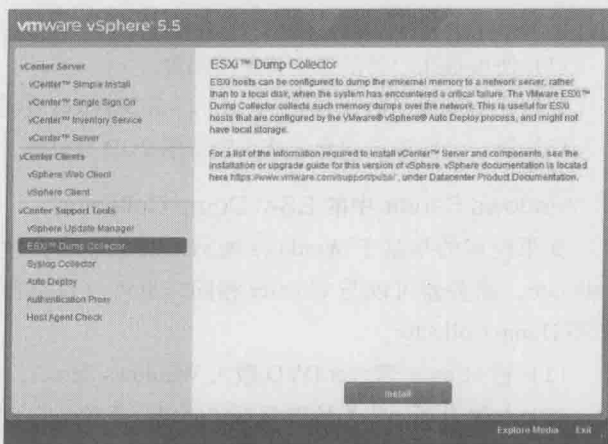 vmware vSphere 5.5
vCenter Server
vCenter™ Simple Install
vCenter™ Single Sign On
vCenter™ Inventory Service
vCenter™ Server
vCenter Clients
vSphere Web Client
vSphere Client
vCenter Support Tools
vSphere Update Manager
ESXi™ Dump Collector
Syslog Collector
Auto Deploy
Authentication Proxy
Host Agent Check
ESXi™ Dump Collector
ESXi hosts can be configured to dump the vmkernel memory to a network server, rather
than to a local disk, when the system has encountered a critical failure. The VMware ESXi™
Dump Collector collects such memory dumps over the network. This is useful for ESXi
hosts that are configured by the VMware® vSphere® Auto Deploy process, and might not
have local storage.
For a list of the information required to install vCenter™ Server and components, see the
installation or upgrade guide for this version of vSphere. vSphere documentation is located
here https://www.vmware.com/support/pubs/ , under Datacenter Product Documentation.
Install
Explore Media
Exit